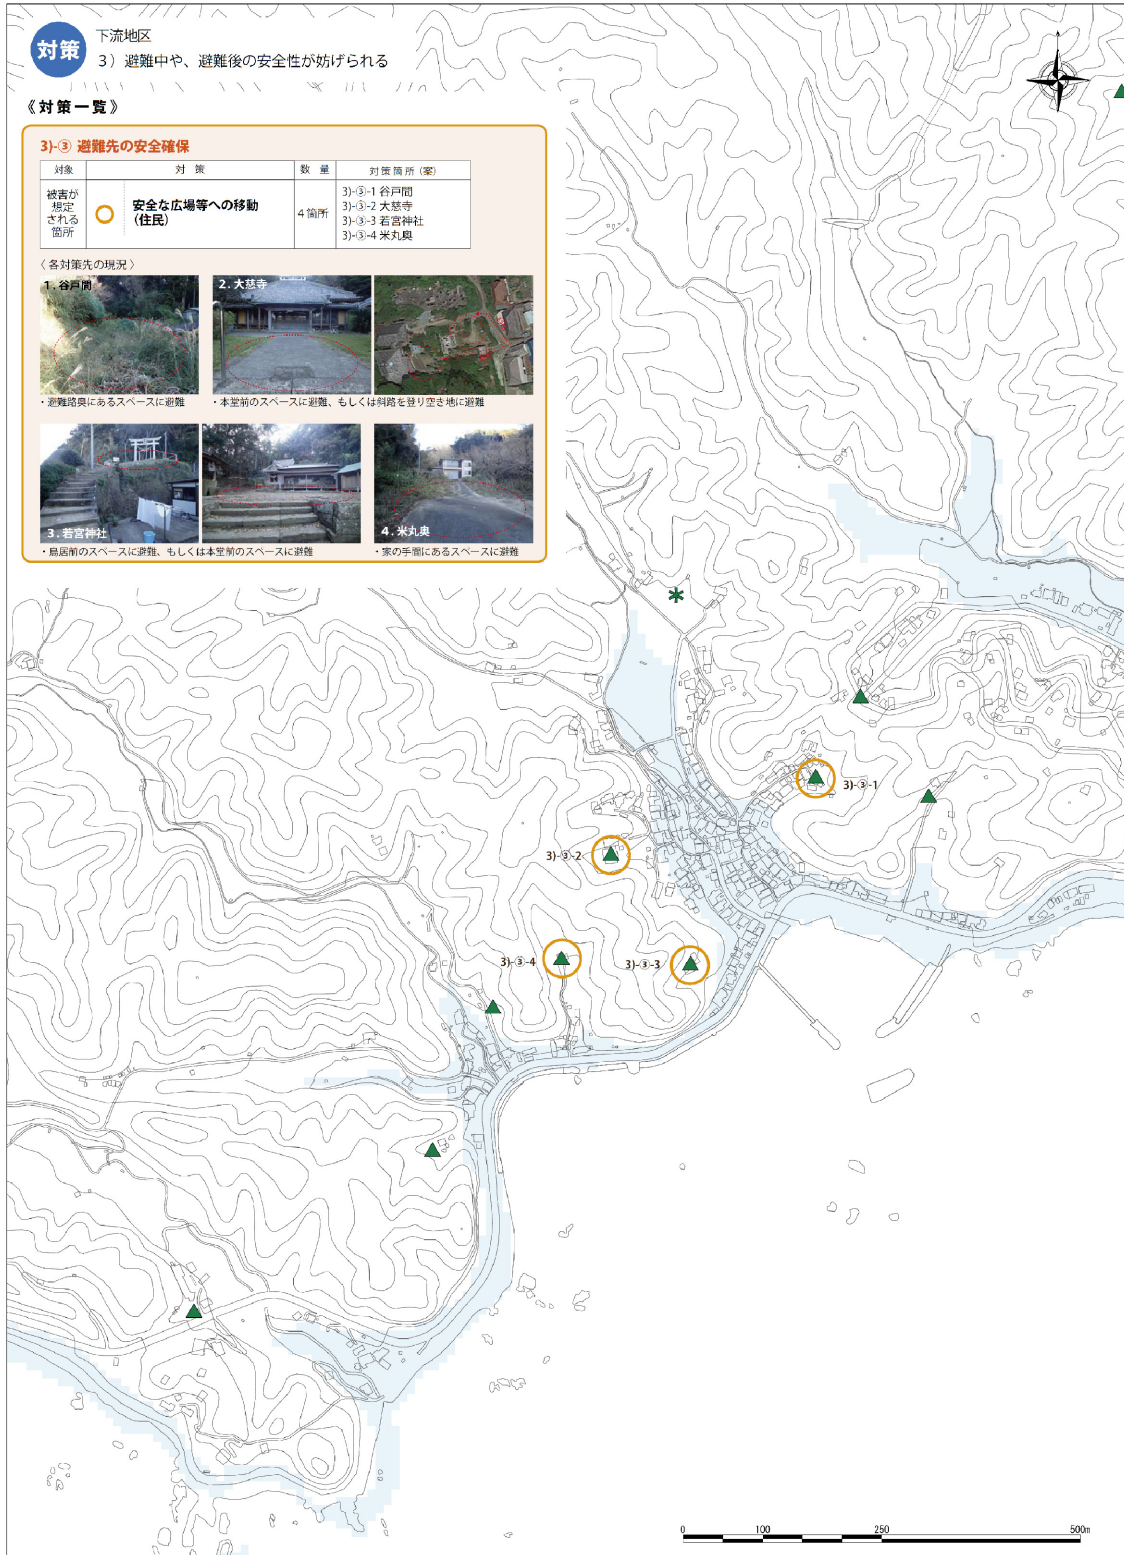 対策
下流地区
３）避難中や、避難後の安全性が妨げられる
《対策一覧》
3)-③ 避難先の安全確保
対象
対　策
数　量
対策箇所（案）
被害が
想定
される
箇所
安全な広場等への移動
（住民）
４箇所
3)-③-1 谷戸間
3)-③-2 大慈寺
3)-③-3 若宮神社
3)-③-4 米丸奥
〈 各対策先の現況 〉
1.谷戸間
2.大慈寺
・避難路奥にあるスペースに避難
・本堂前のスペースに避難、もしくは斜路を登り空き地に避難
3.若宮神社
4.米丸奥
・鳥居前のスペースに避難、もしくは本堂前のスペースに避難
・家の手間にあるスペースに避難
3)-③-1
3)-③-2
3)-③-4
3)-③-3
0
100
250
500m